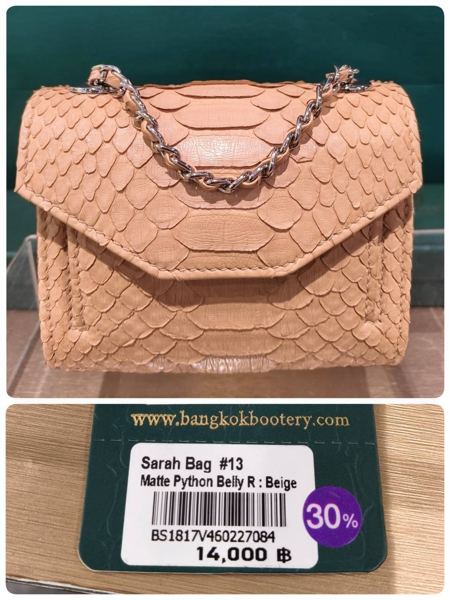 www.bangkokbootery.com
Sarah Bag #13
Matte Python Belly R : Beige
30%
BS1817V460227084
14,000 ฿